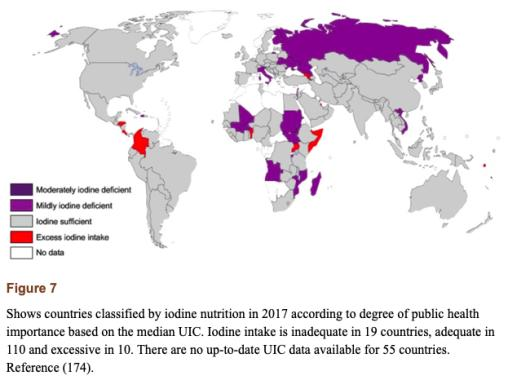 Moderately iodine deficient
Mildly iodine deficient
Iodine sufficient
Excess iodine intake
No data
Figure 7
Shows countries classified by iodine nutrition in 2017 according to degree of public health
importance based on the median UIC. Iodine intake is inadequate in 19 countries, adequate in
110 and excessive in 10. There are no up-to-date UIC data available for 55 countries.
Reference (174).